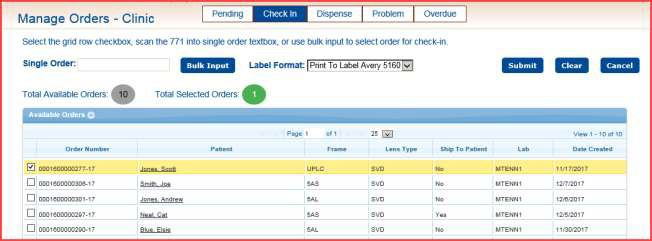 Manage Orders - Clinic
Pending Check In Dispense Problem Overdue
Select the grid row checkbox, scan the 771 into single order textbox, or use bulk input to select order for check-in.
Single Order: Bulk Input Label Format: Print To Label Avery 5160 Submit Clear Cancel
Total Available Orders: 10 Total Selected Orders: 1
Available Orders
Page 1 of 1 25 View 1 - 10 of 10
Order Number Patient Frame Lens Type Ship To Patient Lab Date Created
0001600000277-17 Jones, Scott UPLC SVD No MTENN1 11/17/2017
0001600000306-17 Smith, Joe 5AS SVD No MTENN1 12/7/2017
0001600000301-17 Jones, Andrew 5AL SVD No MTENN1 12/6/2017
0001600000297-17 Neal, Cat 5AS SVD Yes MTENN1 12/5/2017
0001600000290-17 Blue, Elsie 5AL SVD No MTENN1 11/30/2017